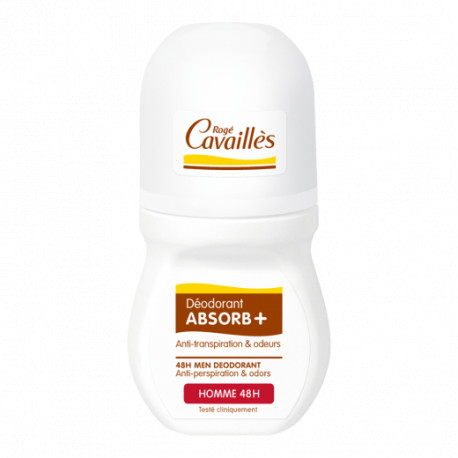 Rogé
Cavaillès
Déodorant
ABSORB+
Anti-transpiration & odeurs
48H MEN DEODORANT
Anti-perspiration & odors
HOMME 48H
Testé cliniquement